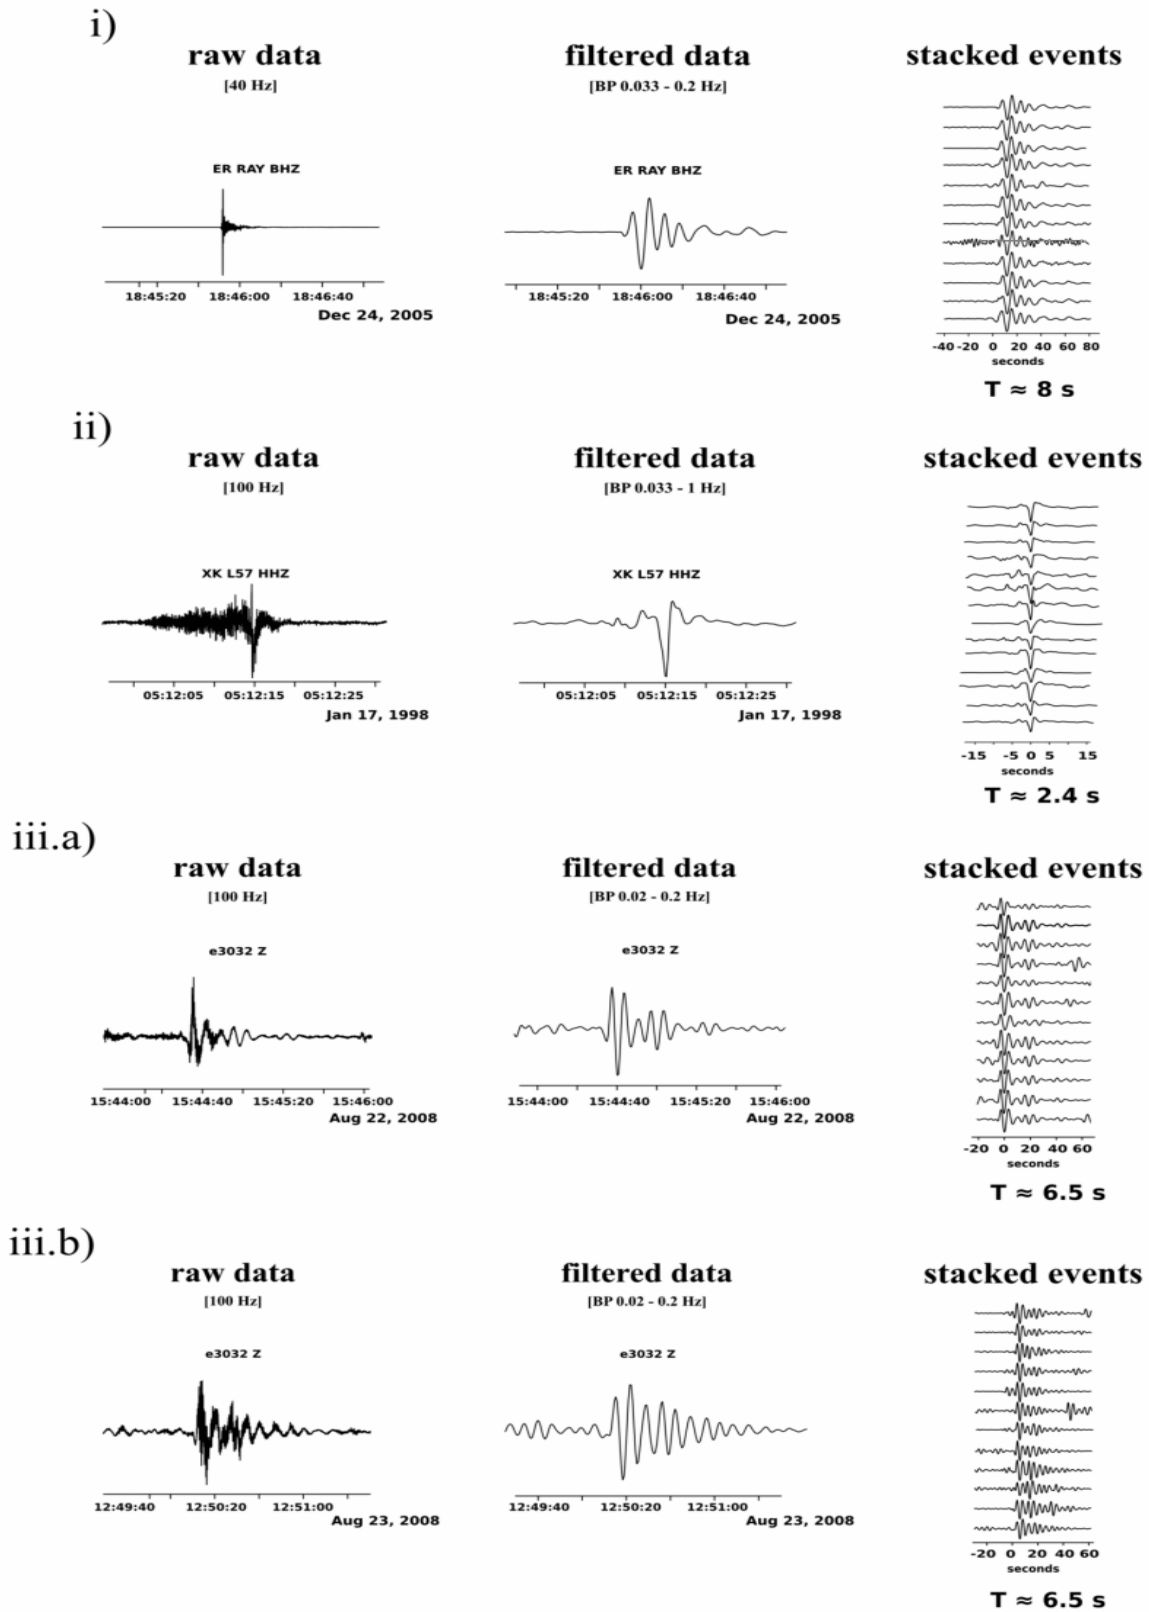 i)
raw data
filtered data
stacked events
[40 Hz]
[BP 0.033 - 0.2 Hz]
ER RAY BHZ
ER RAY BHZ
18:45:20 18:46:00 18:46:40
Dec 24, 2005
18:45:20 18:46:00 18:46:40
Dec 24, 2005
-40 -20 0 20 40 60 80
seconds
T ≈ 8 s
ii)
raw data
filtered data
stacked events
[100 Hz]
[BP 0.033 - 1 Hz]
XK L57 HHZ
XK L57 HHZ
05:12:05 05:12:15 05:12:25
Jan 17, 1998
05:12:05 05:12:15 05:12:25
Jan 17, 1998
-15 -5 0 5 15
seconds
T ≈ 2.4 s
iii.a)
raw data
filtered data
stacked events
[100 Hz]
[BP 0.02 - 0.2 Hz]
e3032 Z
e3032 Z
15:44:00 15:44:40 15:45:20 15:46:00
Aug 22, 2008
15:44:00 15:44:40 15:45:20 15:46:00
Aug 22, 2008
-20 0 20 40 60
seconds
T ≈ 6.5 s
iii.b)
raw data
filtered data
stacked events
[100 Hz]
[BP 0.02 - 0.2 Hz]
e3032 Z
e3032 Z
12:49:40 12:50:20 12:51:00
Aug 23, 2008
12:49:40 12:50:20 12:51:00
Aug 23, 2008
-20 0 20 40 60
seconds
T ≈ 6.5 s